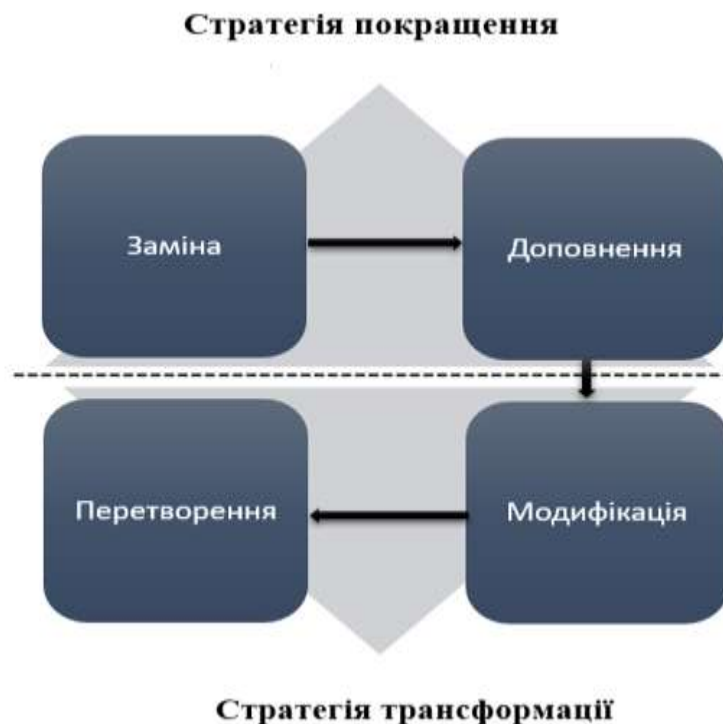 Стратегія покращення
Заміна
Доповнення
Перетворення
Модифікація
Стратегія трансформації